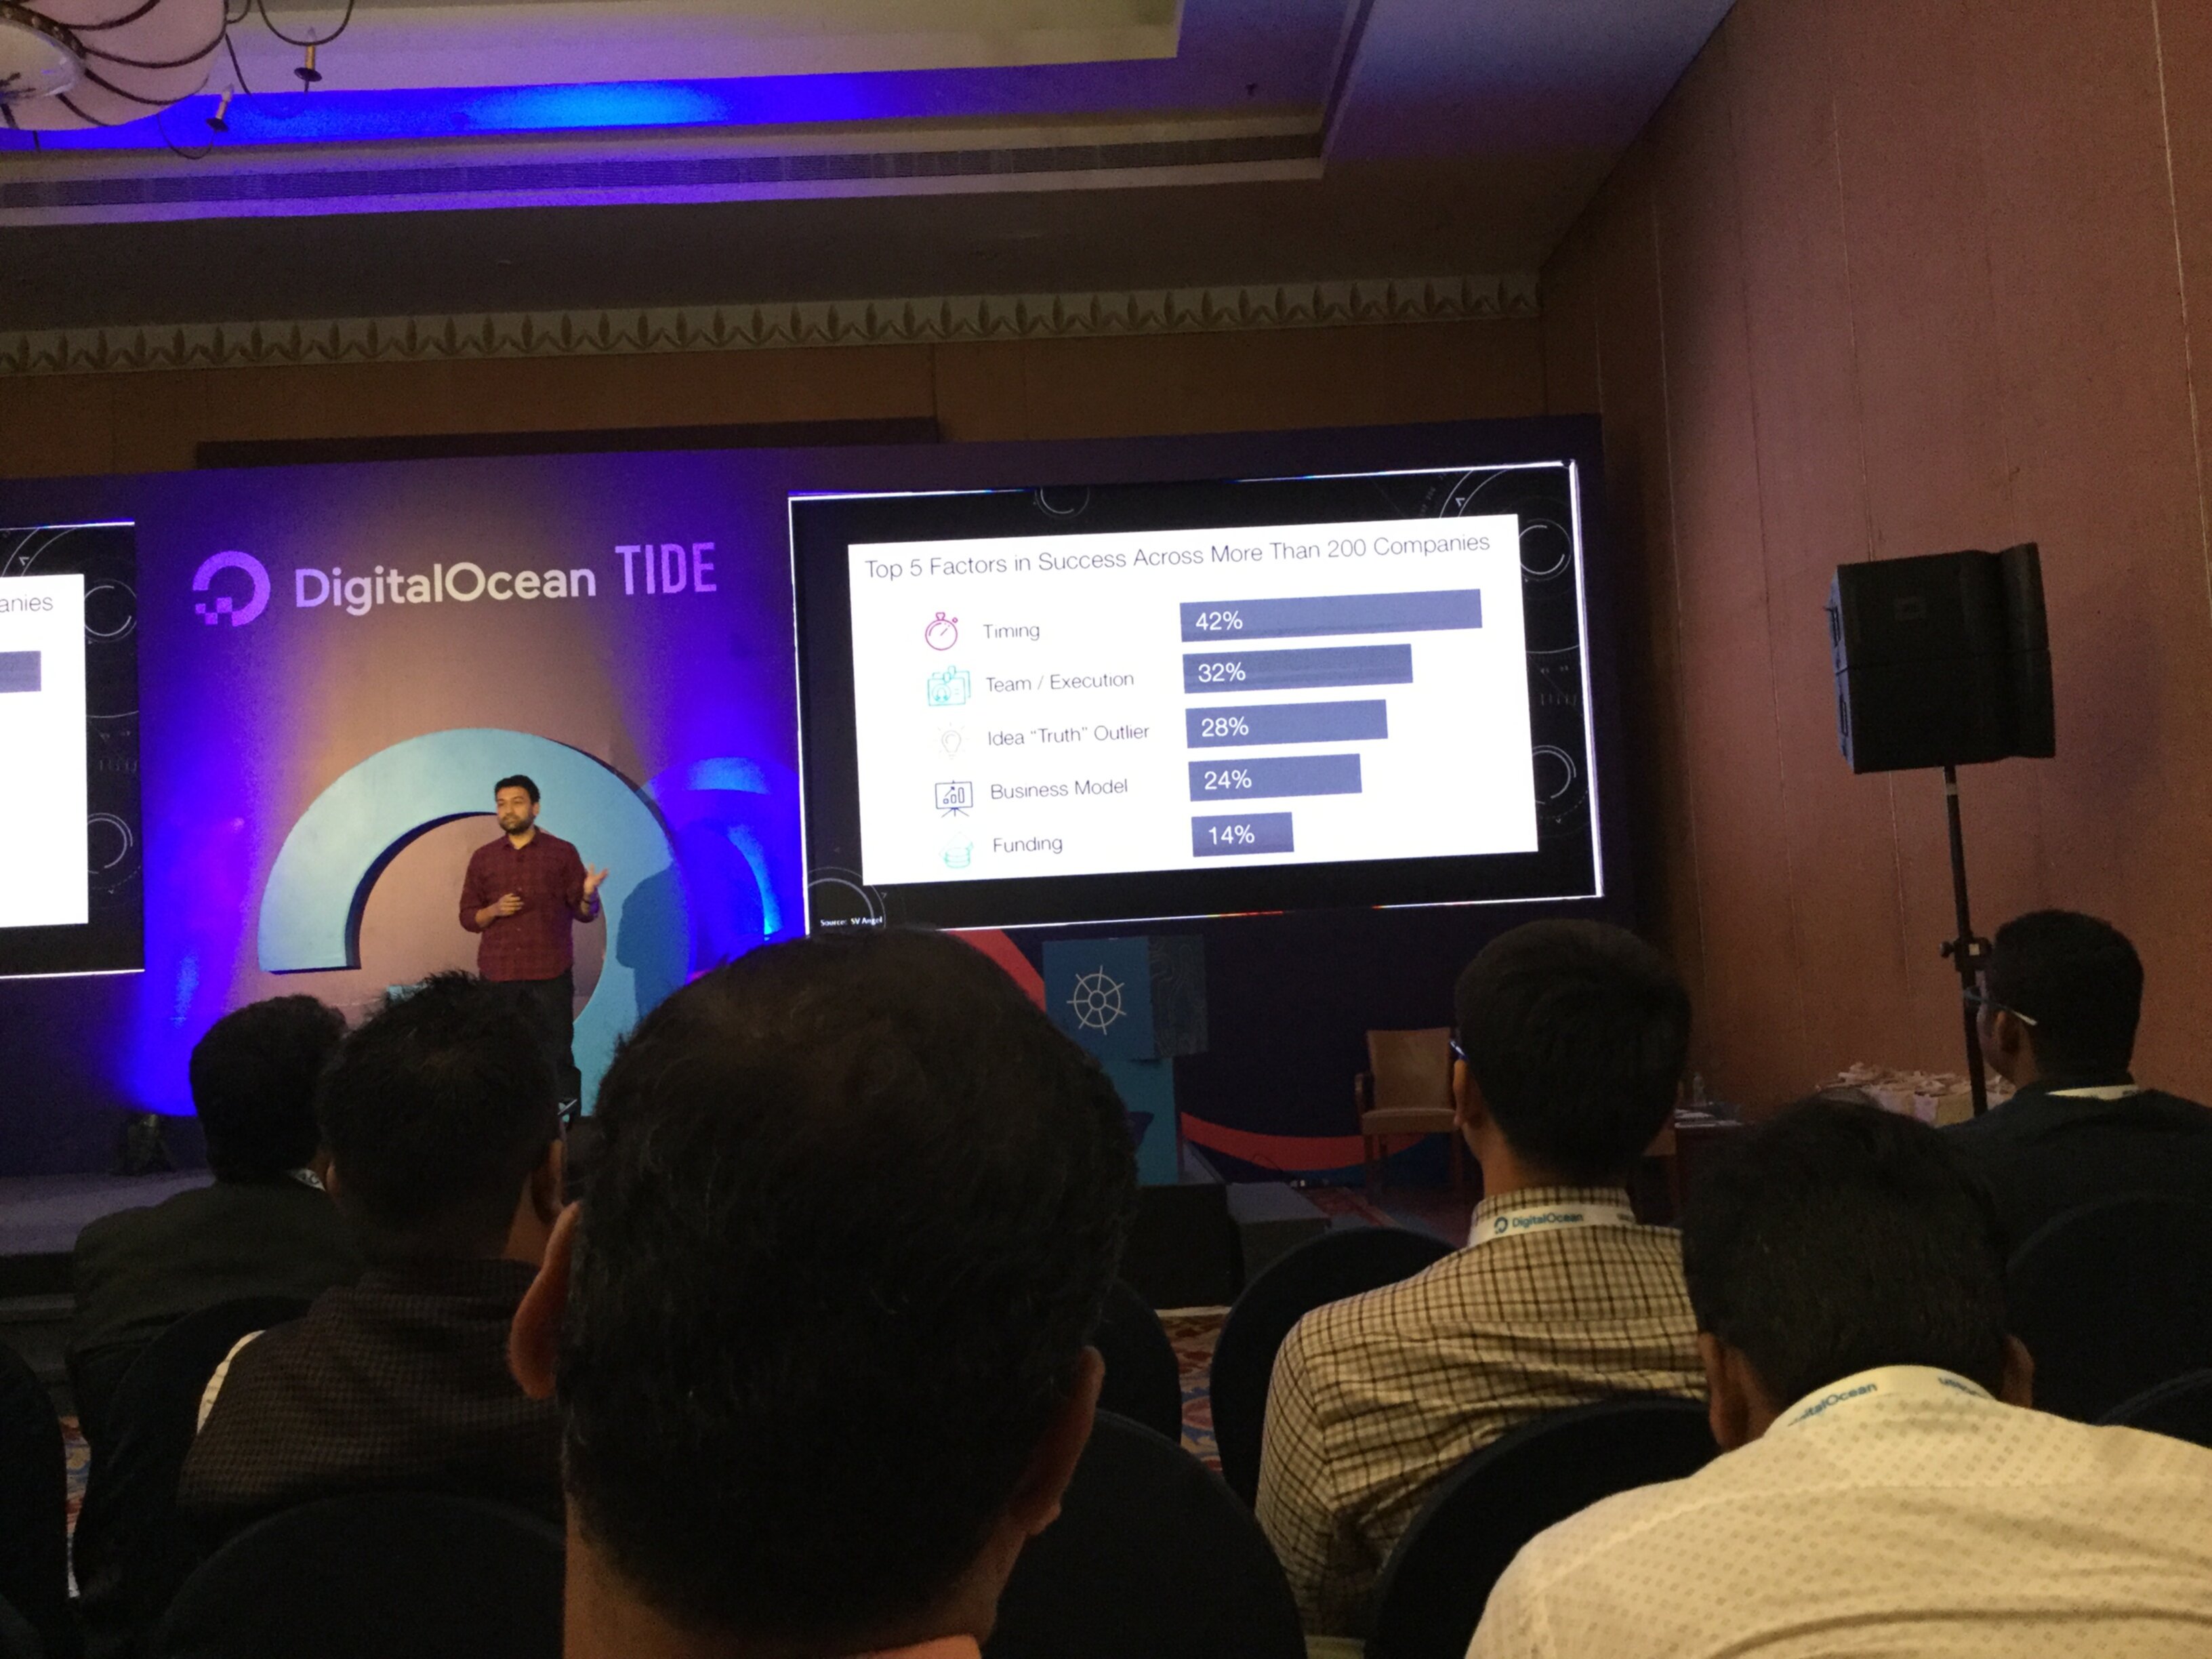 anies
DigitalOcean TIDE
Top 5 Factors in Success Across More Than 200 Companies
Timing 42%
Team / Execution 32%
Idea "Truth" Outlier 28%
Business Model 24%
Funding 14%
Source: SV Angel
DigitalOcean
italOcean